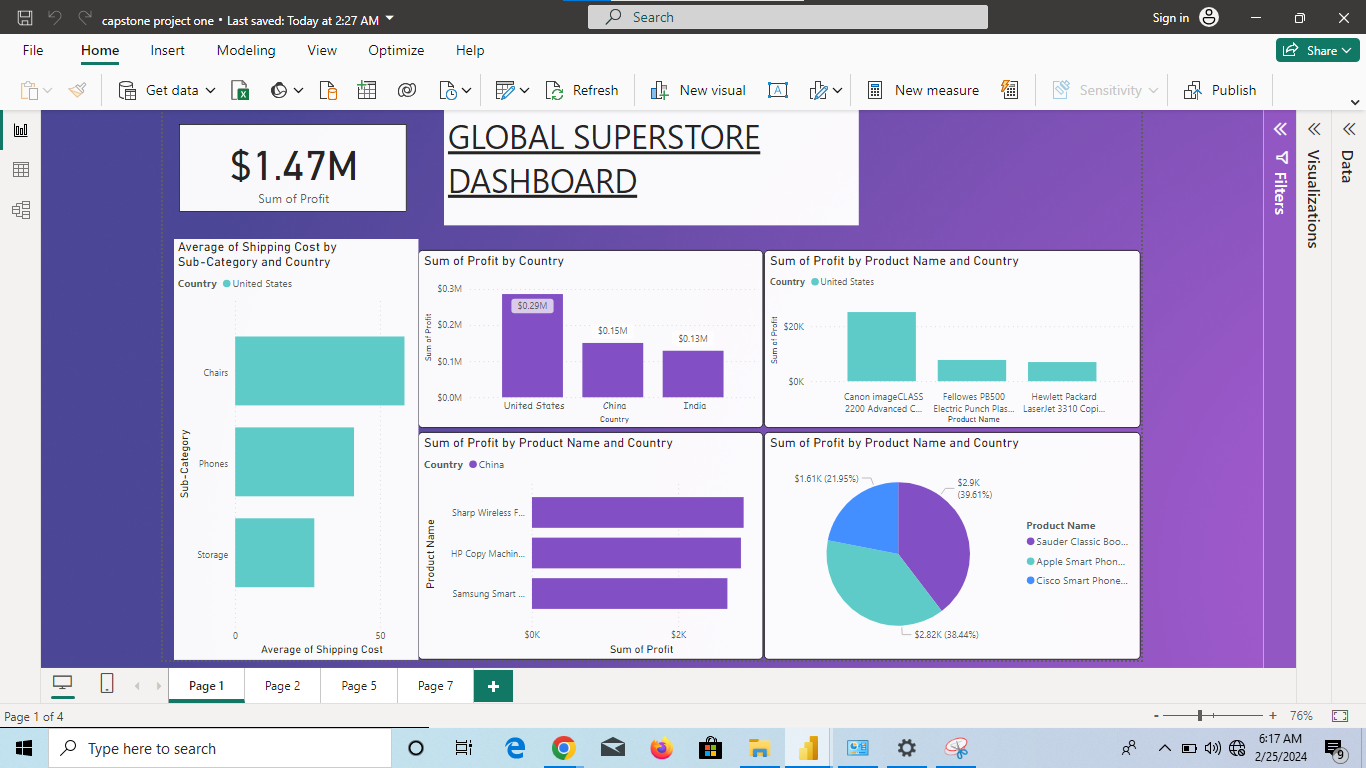 capstone project one • Last saved: Today at 2:27 AM
Search
Sign in
File
Home
Insert
Modeling
View
Optimize
Help
Share
Get data
Refresh
New visual
New measure
Sensitivity
Publish
$1.47M
Sum of Profit
GLOBAL SUPERSTORE
DASHBOARD
Filters
Visualizations
Data
Average of Shipping Cost by
Sub-Category and Country
Country United States
Sub-Category
Chairs
Phones
Storage
0 50
Average of Shipping Cost
Sum of Profit by Country
Sum of Profit
$0.3M
$0.2M
$0.1M
$0.0M
$0.29M
$0.15M
$0.13M
United States China India
Country
Sum of Profit by Product Name and Country
Country United States
Sum of Profit
$20K
$0K
Canon imageCLASS
2200 Advanced C...
Fellowes PB500
Electric Punch Plas...
Hewlett Packard
LaserJet 3310 Copi...
Product Name
Sum of Profit by Product Name and Country
Country China
Product Name
Sharp Wireless F...
HP Copy Machin...
Samsung Smart ...
$0K $2K
Sum of Profit
Sum of Profit by Product Name and Country
$1.61K (21.95%)
$2.9K
(39.61%)
$2.82K (38.44%)
Product Name
Sauder Classic Boo...
Apple Smart Phon...
Cisco Smart Phone...
Page 1
Page 2
Page 5
Page 7
Page 1 of 4
- + 76%
Type here to search
6:17 AM
2/25/2024
9